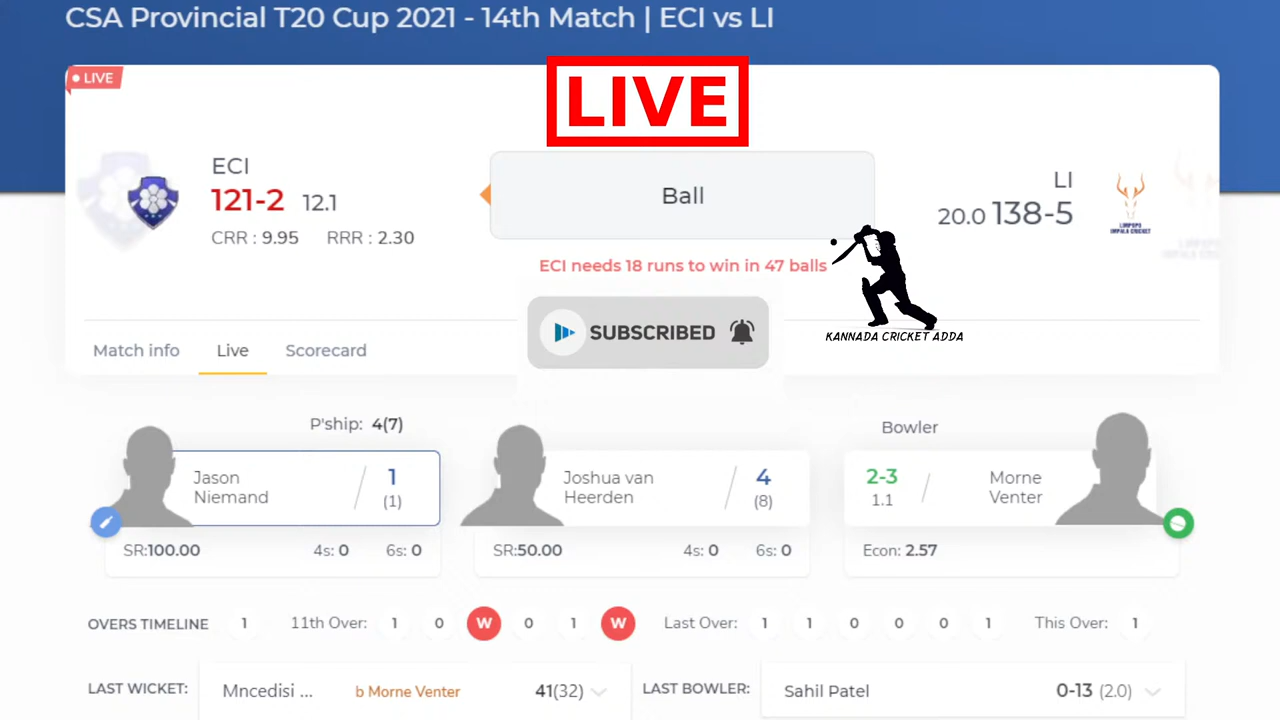 CSA Provincial T20 Cup 2021 - 14th Match | ECI vs LI
LIVE
LIVE
ECI
121-2 12.1
CRR : 9.95 RRR : 2.30
Ball
ECI needs 18 runs to win in 47 balls
LI
20.0 138-5
LIMPOPO
IMPALA CRICKET
SUBSCRIBED
KANNADA CRICKET ADDA
Match info Live Scorecard
P'ship: 4(7)
Jason
Niemand
1
(1)
SR:100.00 4s: 0 6s: 0
Joshua van
Heerden
4
(8)
SR:50.00 4s: 0 6s: 0
Bowler
2-3
1.1
Morne
Venter
Econ: 2.57
OVERS TIMELINE 1 11th Over: 1 0 W 0 1 W Last Over: 1 1 0 0 0 1 This Over: 1
LAST WICKET: Mncedisi ... b Morne Venter 41(32) LAST BOWLER: Sahil Patel 0-13 (2.0)